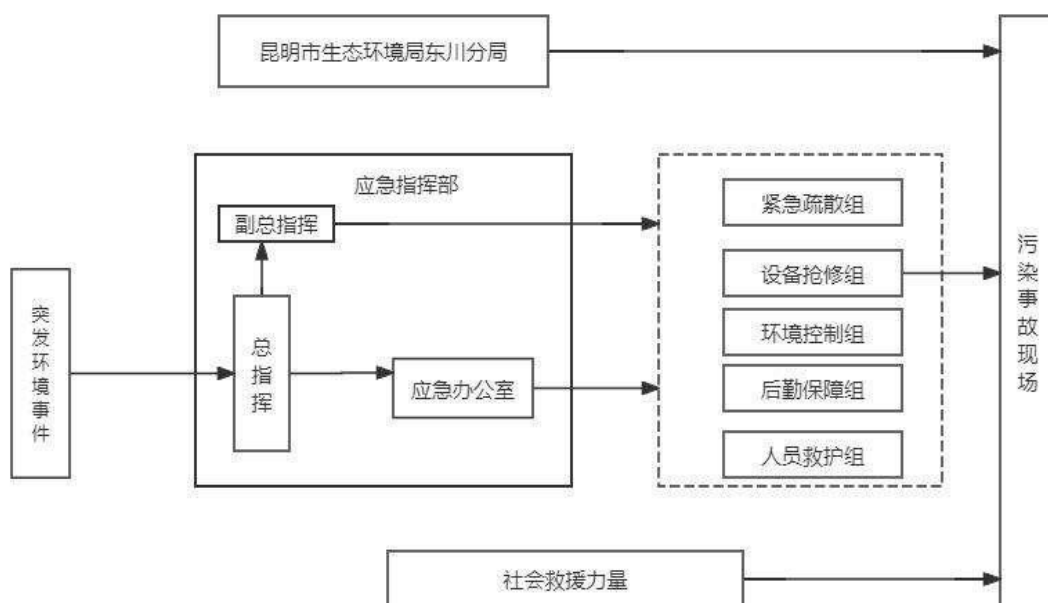 昆明市生态环境局东川分局
应急指挥部
副总指挥
紧急疏散组
设备抢修组
环境控制组
后勤保障组
人员救护组
突发环境事件
总指挥
应急办公室
污染事故现场
社会救援力量